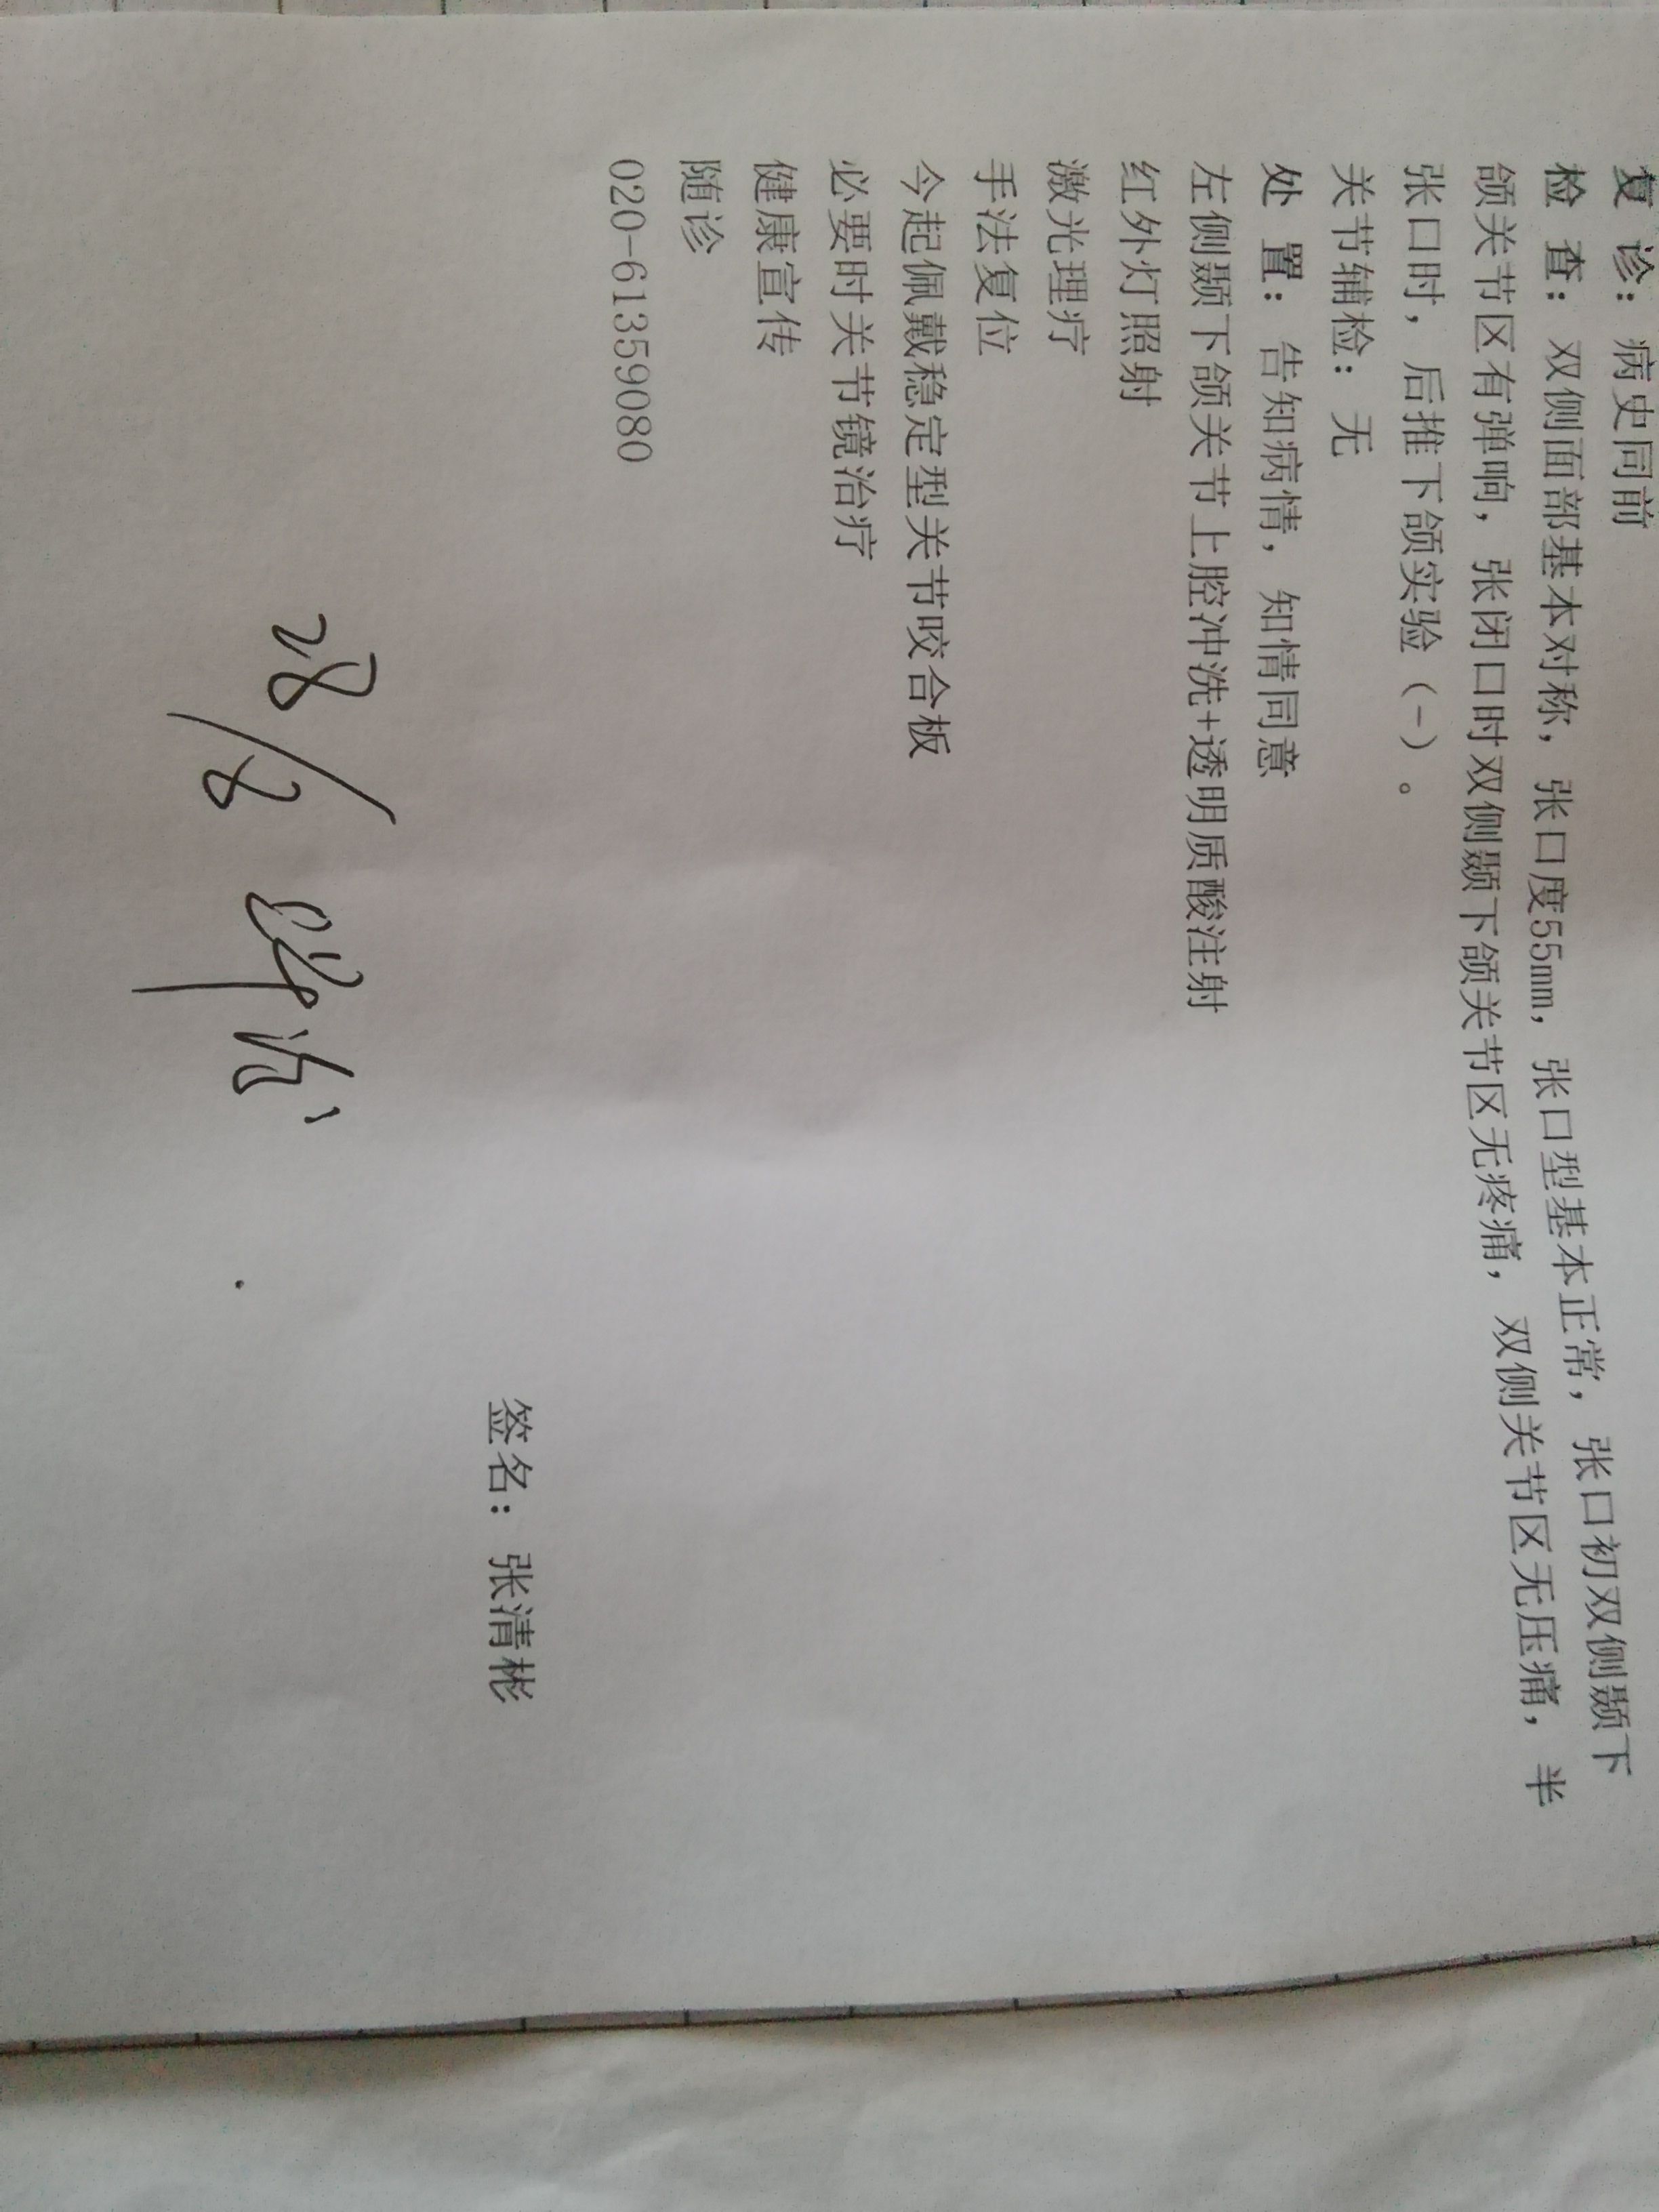 复 诊：病史同前
检 查：双侧面部基本对称，张口度55mm，张口型基本正常，张口初双侧颞下
颌关节区有弹响，张闭口时双侧颞下颌关节区无疼痛，双侧关节区无压痛，半
张口时，后推下颌实验（-）。
关节辅检：无
处 置：告知病情，知情同意
左侧颞下颌关节上腔冲洗+透明质酸注射
红外灯照射
激光理疗
手法复位
今起佩戴稳定型关节咬合板
必要时关节镜治疗
健康宣传
随诊
020-61359080
签名：张清彬